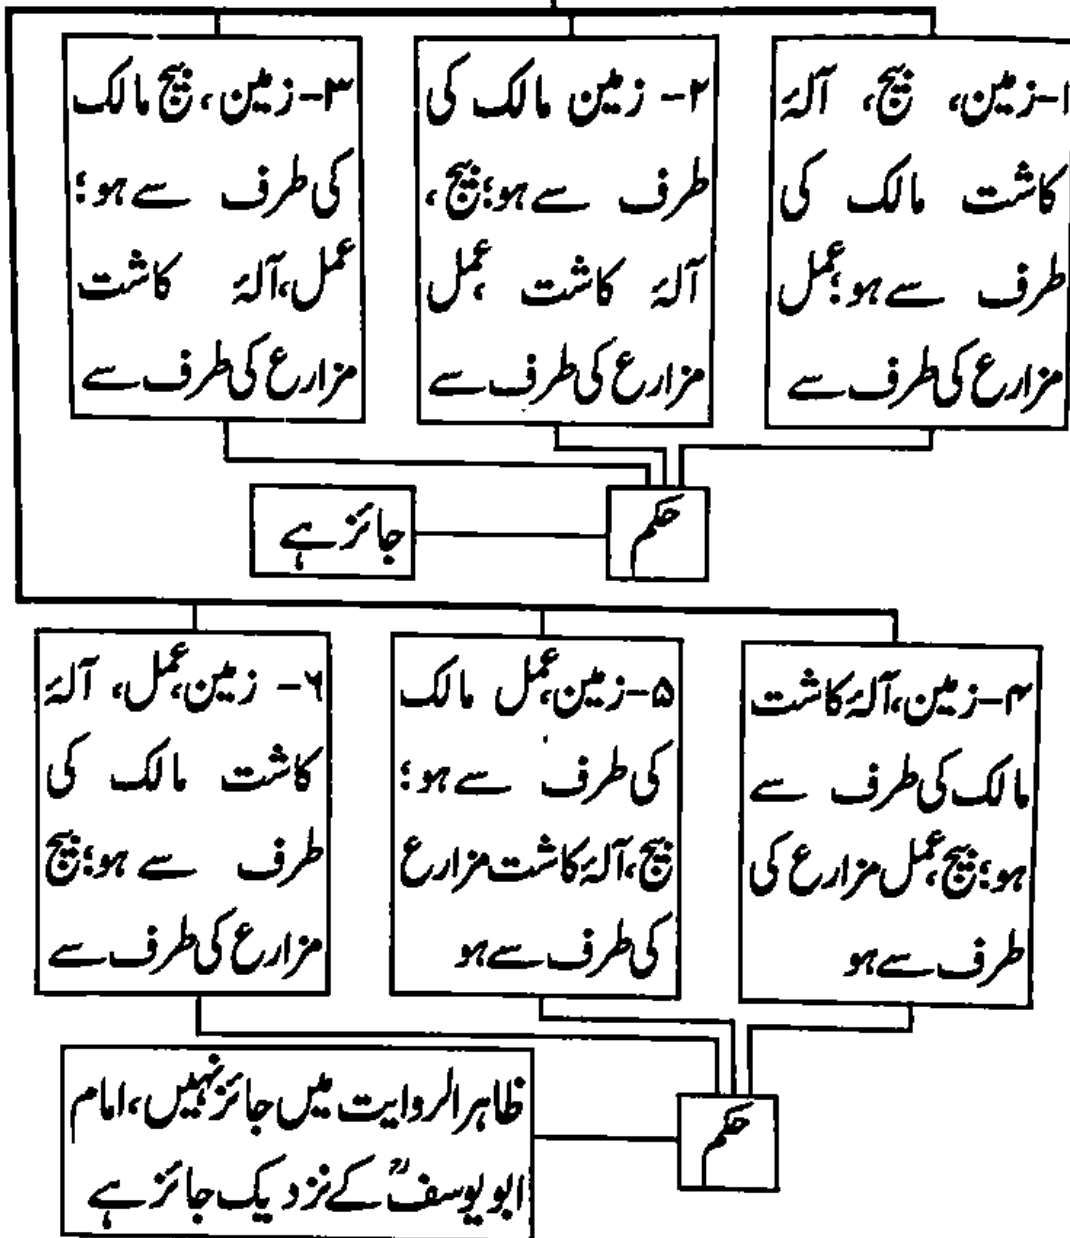 ۱-زمین، بیج، آلۂ
کاشت مالک کی
طرف سے ہو؛عمل
مزارع کی طرف سے
۲- زمین مالک کی
طرف سے ہو؛بیج،
آلۂ کاشت ،عمل
مزارع کی طرف سے
۳-زمین، بیج مالک
کی طرف سے ہو؛
عمل،آلۂ کاشت
مزارع کی طرف سے
حکم
جائز ہے
۴-زمین،آلۂ کاشت
مالک کی طرف سے
ہو؛بیج،عمل مزارع کی
طرف سے ہو
۵-زمین،عمل مالک
کی طرف سے ہو؛
بیج،آلۂ کاشت مزارع
کی طرف سے ہو
۶- زمین،عمل، آلۂ
کاشت مالک کی
طرف سے ہو؛بیج
مزارع کی طرف سے
حکم
ظاہر الروایت میں جائز نہیں،امام
ابو یوسفؒ کے نزدیک جائز ہے